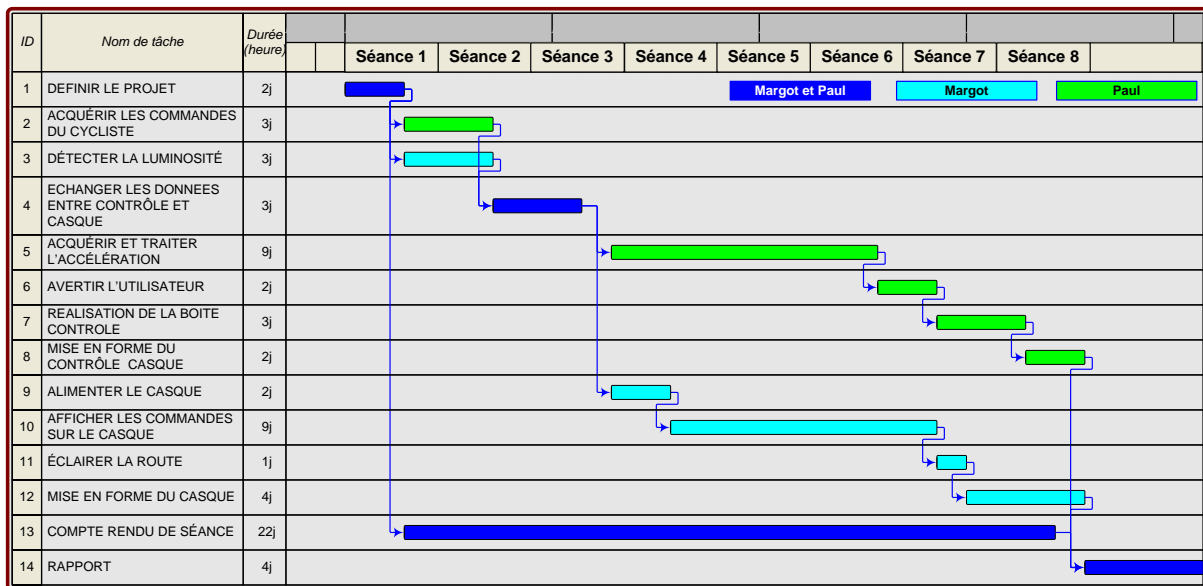 ID
Nom de tâche
Durée
(heure)
Séance 1
Séance 2
Séance 3
Séance 4
Séance 5
Séance 6
Séance 7
Séance 8
1
DEFINIR LE PROJET
2j
Margot et Paul
Margot
Paul
2
ACQUÉRIR LES COMMANDES
DU CYCLISTE
3j
3
DÉTECTER LA LUMINOSITÉ
3j
4
ECHANGER LES DONNEES
ENTRE CONTRÔLE ET
CASQUE
3j
5
ACQUÉRIR ET TRAITER
L'ACCÉLÉRATION
9j
6
AVERTIR L'UTILISATEUR
2j
7
REALISATION DE LA BOITE
CONTROLE
3j
8
MISE EN FORME DU
CONTRÔLE CASQUE
2j
9
ALIMENTER LE CASQUE
2j
10
AFFICHER LES COMMANDES
SUR LE CASQUE
9j
11
ÉCLAIRER LA ROUTE
1j
12
MISE EN FORME DU CASQUE
4j
13
COMPTE RENDU DE SÉANCE
22j
14
RAPPORT
4j